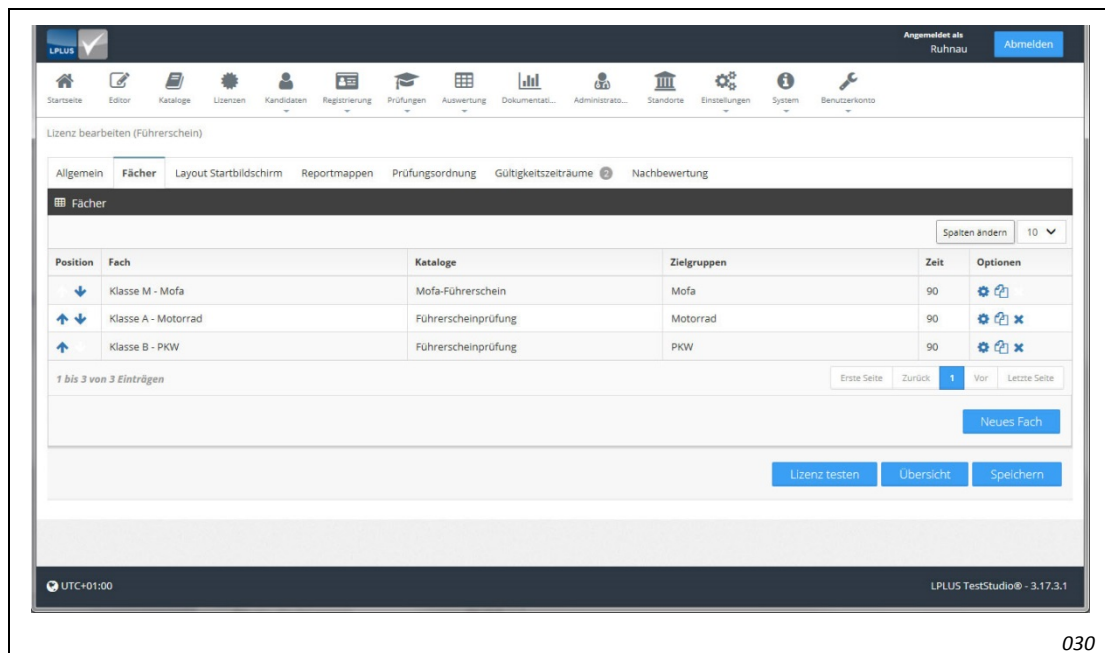 LPLUS
Angemeldet als
Ruhnau
Abmelden
Startseite Editor Kataloge Lizenzen Kandidaten Registrierung Prüfungen Auswertung Dokumentati... Administrato... Standorte Einstellungen System Benutzerkonto
Lizenz bearbeiten (Führerschein)
Allgemein Fächer Layout Startbildschirm Reportmappen Prüfungsordnung Gültigkeitszeiträume 2 Nachbewertung
Fächer
Spalten ändern 10
Position Fach Kataloge Zielgruppen Zeit Optionen
Klasse M - Mofa Mofa-Führerschein Mofa 90
Klasse A - Motorrad Führerscheinprüfung Motorrad 90
Klasse B - PKW Führerscheinprüfung PKW 90
1 bis 3 von 3 Einträgen Erste Seite Zurück 1 Vor Letzte Seite
Neues Fach
Lizenz testen Übersicht Speichern
UTC+01:00 LPLUS TestStudio® - 3.17.3.1
030